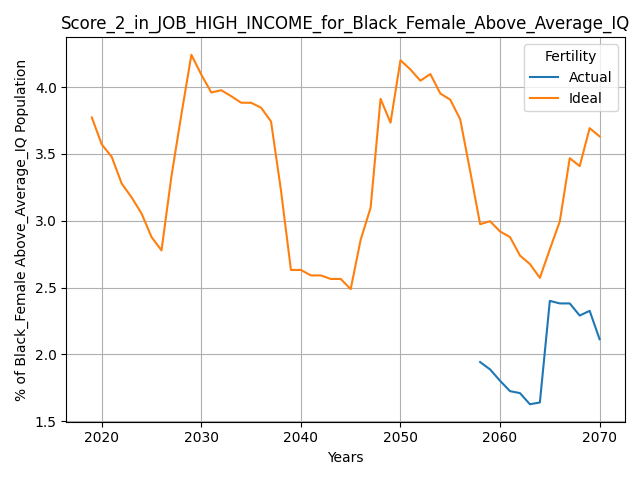 Score_2_in_JOB_HIGH_INCOME_for_Black_Female_Above_Average_IQ
Fertility
Actual
Ideal
% of Black_Female Above_Average_IQ Population
4.0
3.5
3.0
2.5
2.0
1.5
2020 2030 2040 2050 2060 2070
Years